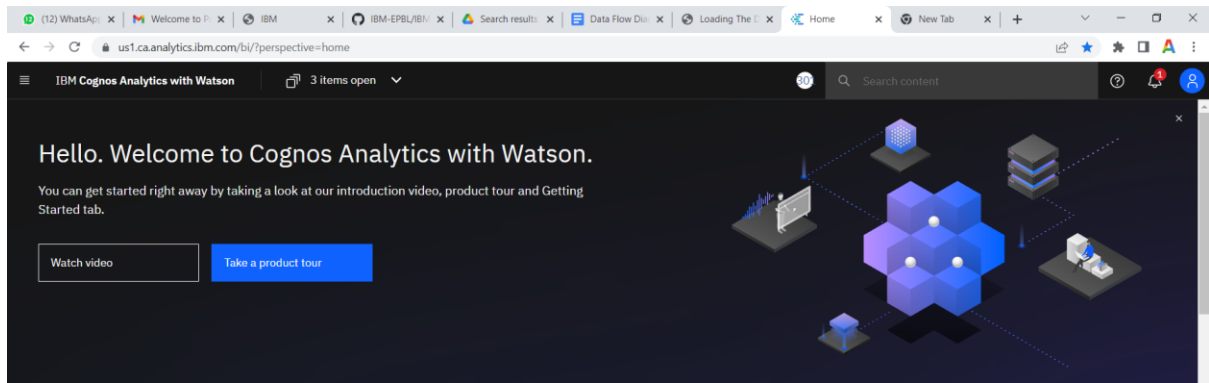 (12) WhatsApp
Welcome to P
IBM
IBM-EPBL/IBM
Search results
Data Flow Dia
Loading The D
Home
New Tab
us1.ca.analytics.ibm.com/bi/?perspective=home
A
IBM Cognos Analytics with Watson
3 items open
301
Search content
1
Hello. Welcome to Cognos Analytics with Watson.
You can get started right away by taking a look at our introduction video, product tour and Getting
Started tab.
Watch video
Take a product tour